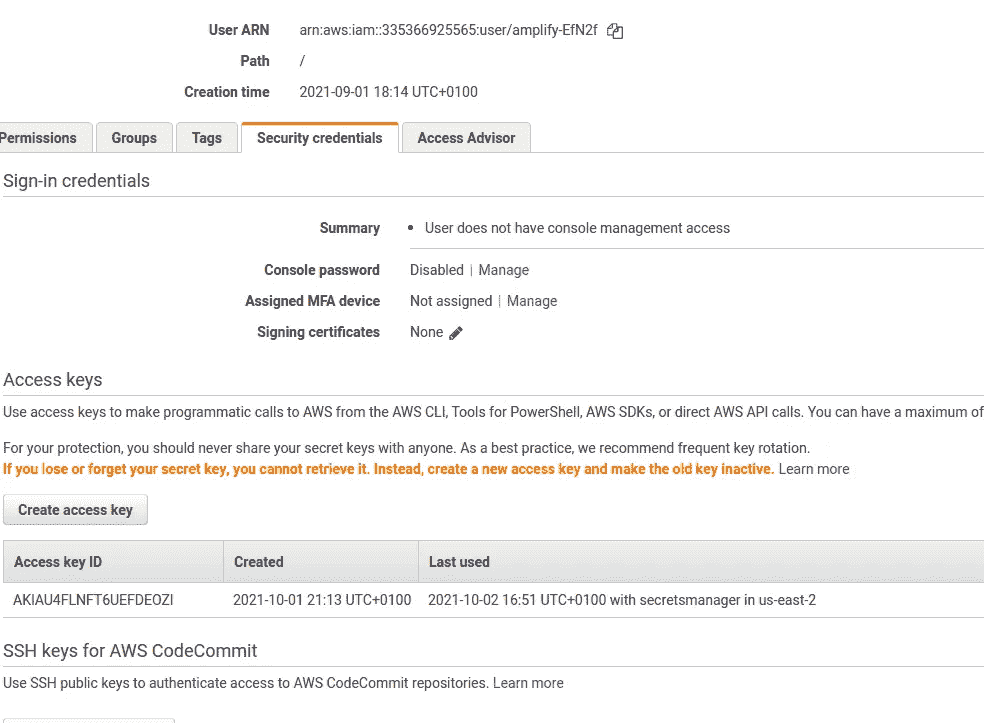 User ARN arn:aws:iam::335366925565:user/amplify-EfN2f
Path /
Creation time 2021-09-01 18:14 UTC+0100
Permissions Groups Tags Security credentials Access Advisor
Sign-in credentials
Summary • User does not have console management access
Console password Disabled | Manage
Assigned MFA device Not assigned | Manage
Signing certificates None
Access keys
Use access keys to make programmatic calls to AWS from the AWS CLI, Tools for PowerShell, AWS SDKs, or direct AWS API calls. You can have a maximum of
For your protection, you should never share your secret keys with anyone. As a best practice, we recommend frequent key rotation.
If you lose or forget your secret key, you cannot retrieve it. Instead, create a new access key and make the old key inactive. Learn more
Create access key
Access key ID Created Last used
AKIAU4FLNFT6UEFDEOZI 2021-10-01 21:13 UTC+0100 2021-10-02 16:51 UTC+0100 with secretsmanager in us-east-2
SSH keys for AWS CodeCommit
Use SSH public keys to authenticate access to AWS CodeCommit repositories. Learn more